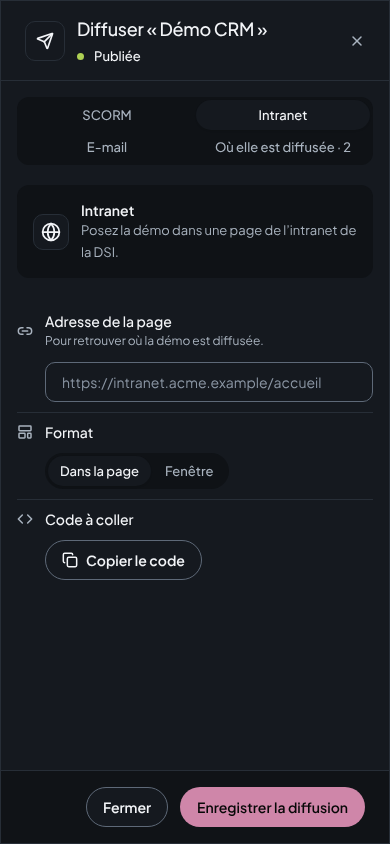 Diffuser « Démo CRM »
Publiée
SCORM
Intranet
E-mail
Où elle est diffusée · 2
Intranet
Posez la démo dans une page de l'intranet de
la DSI.
Adresse de la page
Pour retrouver où la démo est diffusée.
https://intranet.acme.example/accueil
Format
Dans la page
Fenêtre
Code à coller
Copier le code
Fermer
Enregistrer la diffusion